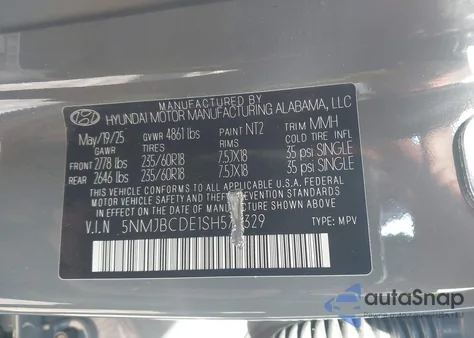 MANUFACTURED BY
HYUNDAI MOTOR MANUFACTURING ALABAMA, LLC
May/19/25 GVWR 4861 lbs PAINT NT2 TRIM MMH
GAWR TIRES RIMS COLD TIRE INFL
FRONT 2778 lbs 235/60R18 7.5JX18 35 psi SINGLE
REAR 2646 lbs 235/60R18 7.5JX18 35 psi SINGLE
THIS VEHICLE CONFORMS TO ALL APPLICABLE U.S.A. FEDERAL
MOTOR VEHICLE SAFETY AND THEFT PREVENTION STANDARDS IN
EFFECT ON THE DATE OF MANUFACTURE SHOWN ABOVE.
V.I.N TYPE: MPV
autoSnap